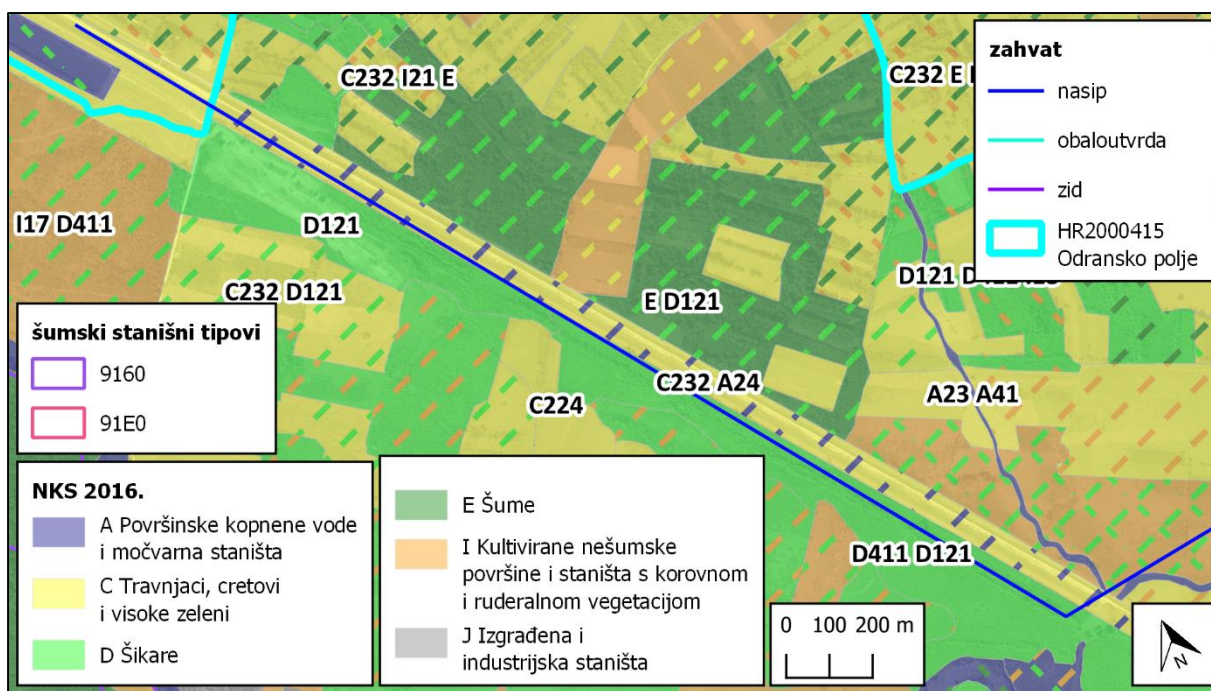 C232 I21 E
C232 E
I17 D411
D121
C232 D121
E D121
D121
C232 A24
C224
A23 A41
D411 D121
zahvat
nasip
obaloutvrda
zid
HR2000415
Odransko polje
šumski stanišni tipovi
9160
91E0
NKS 2016.
A Površinske kopnene vode
i močvarna staništa
C Travnjaci, cretovi
i visoke zeleni
D Šikare
E Šume
I Kultivirane nešumske
površine i staništa s korovnom
i ruderalnom vegetacijom
J Izgrađena i
industrijska staništa
0 100 200 m
N